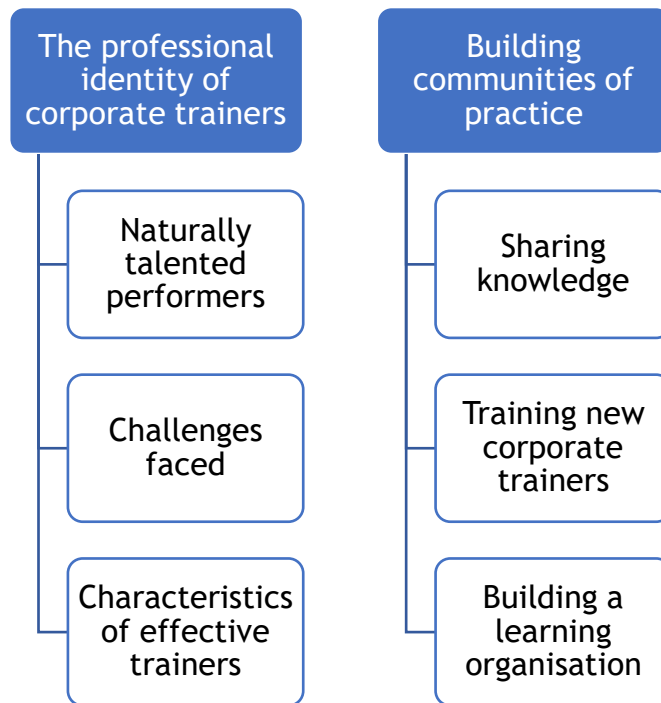 The professional
identity of
corporate trainers
Naturally
talented
performers
Challenges
faced
Characteristics
of effective
trainers
Building
communities of
practice
Sharing
knowledge
Training new
corporate
trainers
Building a
learning
organisation